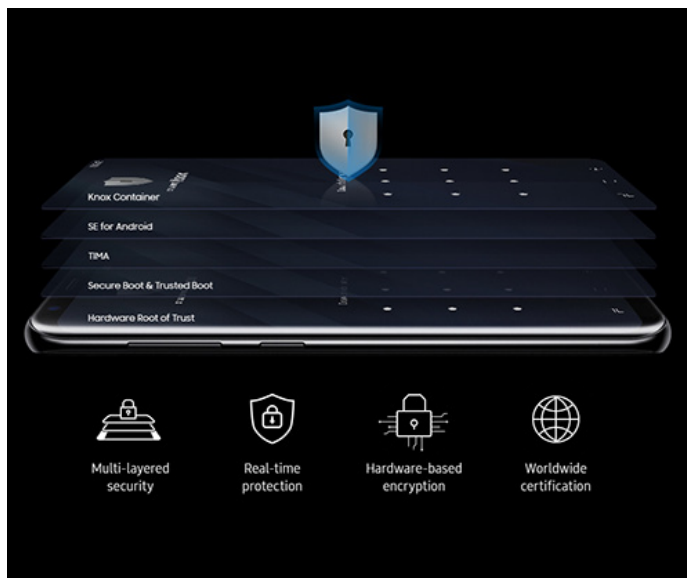 Knox Container
SE for Android
TIMA
Secure Boot & Trusted Boot
Hardware Root of Trust
Multi-layered
security
Real-time
protection
Hardware-based
encryption
Worldwide
certification